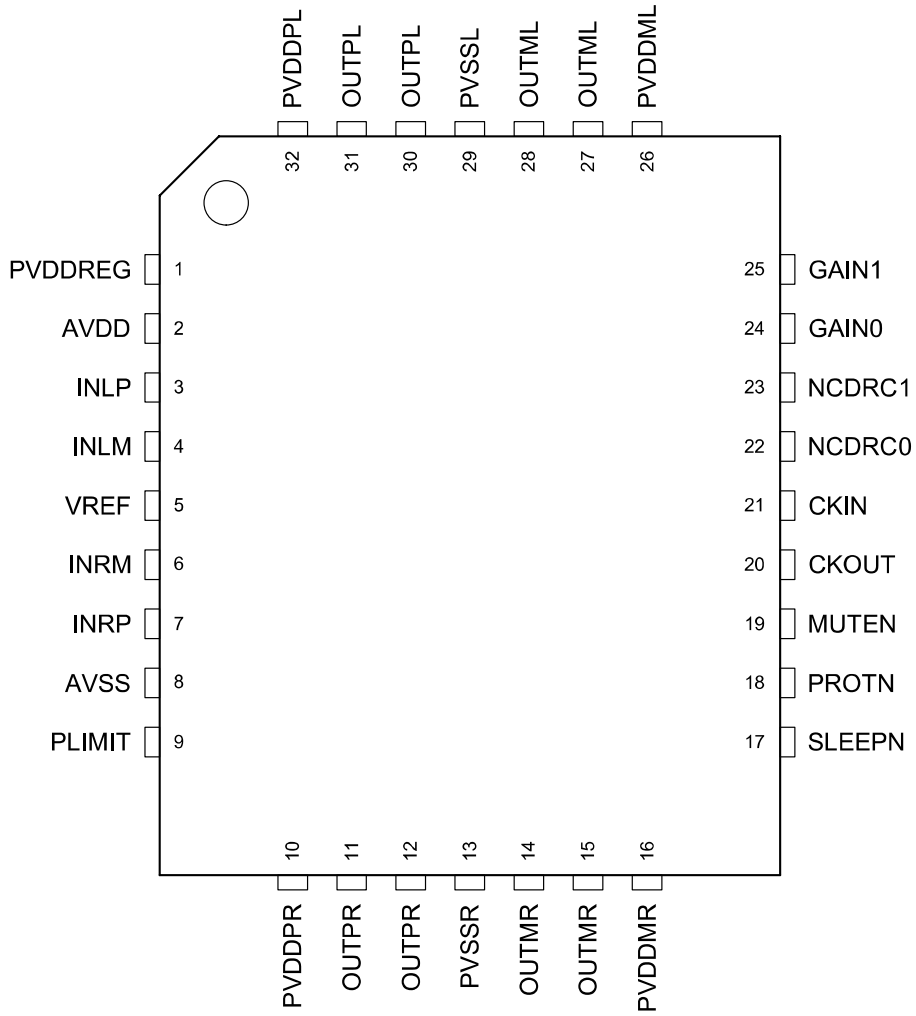 PVDDPL
OUTPL
OUTPL
PVSSL
OUTML
OUTML
PVDDML
32
31
30
29
28
27
26
PVDDREG 1
AVDD 2
INLP 3
INLM 4
VREF 5
INRM 6
INRP 7
AVSS 8
PLIMIT 9
25 GAIN1
24 GAIN0
23 NCDRC1
22 NCDRC0
21 CKIN
20 CKOUT
19 MUTEN
18 PROTN
17 SLEEPN
10
11
12
13
14
15
16
PVDDPR
OUTPR
OUTPR
PVSSR
OUTMR
OUTMR
PVDDMR